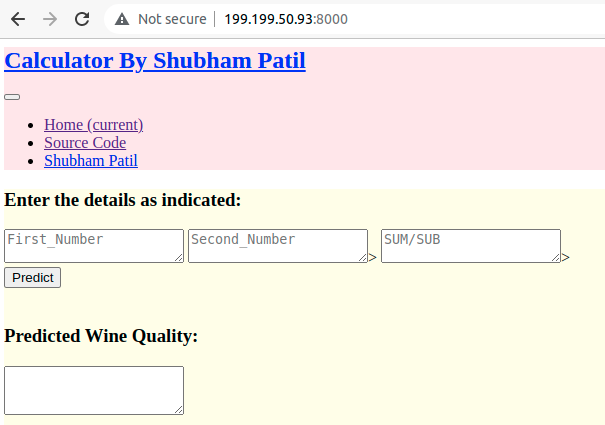 Not secure | 199.199.50.93:8000
Calculator By Shubham Patil
Home (current)
Source Code
Shubham Patil
Enter the details as indicated:
First_Number Second_Number > SUM/SUB >
Predict
Predicted Wine Quality: